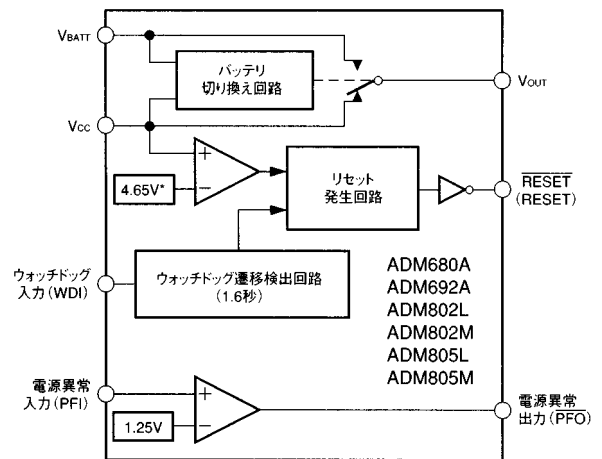 VBATT
バッテリ
切り換え回路
VOUT
VCC
+
−
4.65V*
リセット
発生回路
RESET
(RESET)
ウォッチドッグ
入力(WDI)
ウォッチドッグ遷移検出回路
(1.6秒)
ADM680A
ADM692A
ADM802L
ADM802M
ADM805L
ADM805M
電源異常
入力(PFI)
+
−
1.25V
電源異常
出力(PFO)